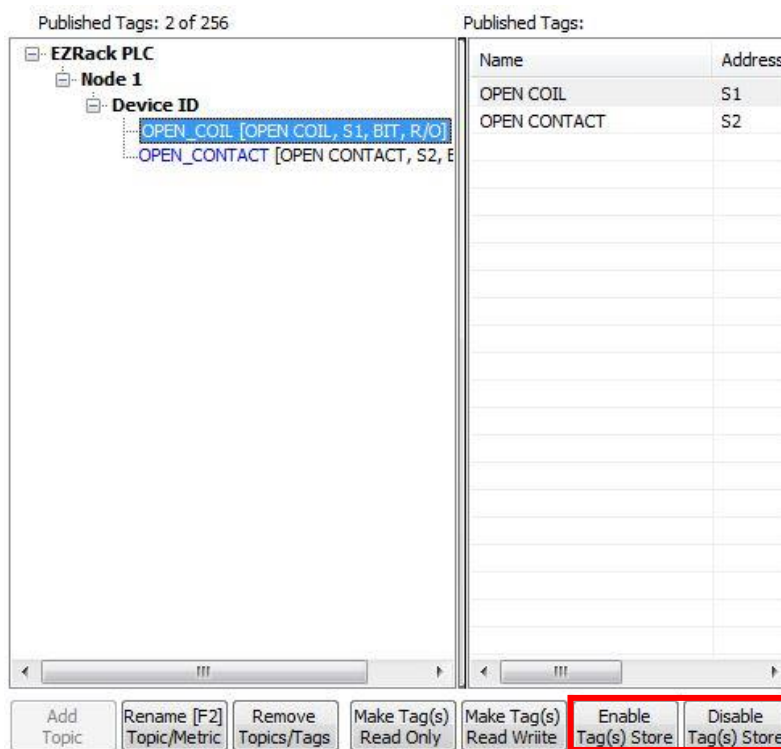 Published Tags: 2 of 256
Published Tags:
EZRack PLC
Node 1
Device ID
OPEN_COIL [OPEN COIL, S1, BIT, R/O]
OPEN_CONTACT [OPEN CONTACT, S2,
Name Address
OPEN COIL S1
OPEN CONTACT S2
Add
Topic
Rename [F2]
Topic/Metric
Remove
Topics/Tags
Make Tag(s)
Read Only
Make Tag(s)
Read Wriite
Enable
Tag(s) Store
Disable
Tag(s) Store